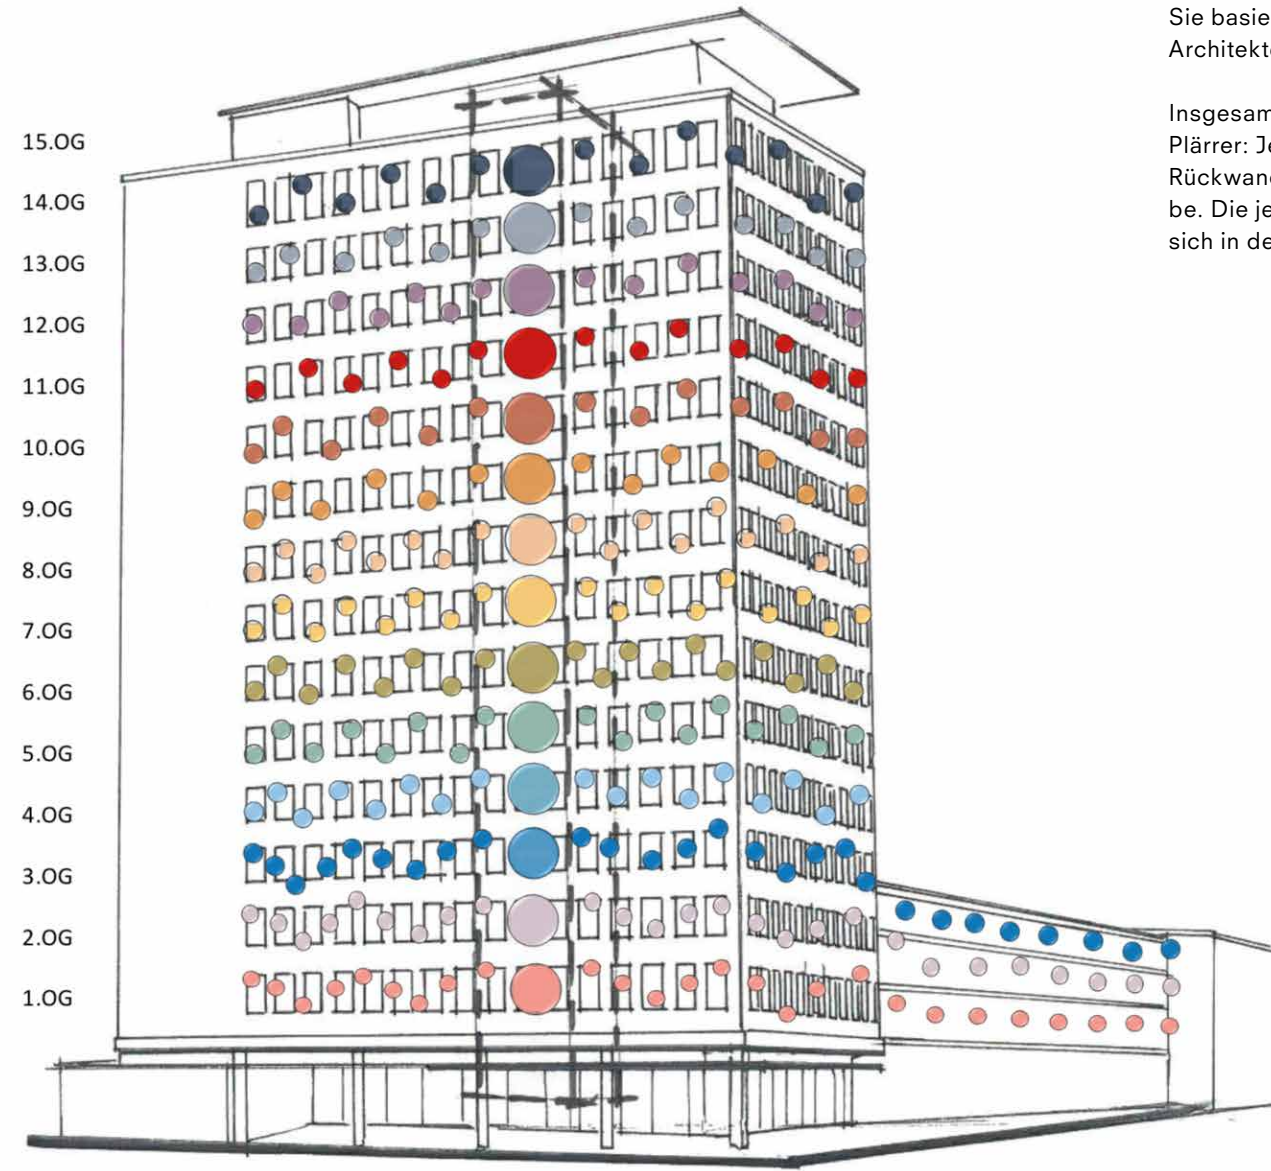 15.OG
14.OG
13.OG
12.OG
11.OG
10.OG
9.OG
8.OG
7.OG
6.OG
5.OG
4.OG
3.OG
2.OG
1.OG
Sie basie
Architekt
Insgesam
Plärrer: Je
Rückwand
be. Die je
sich in de